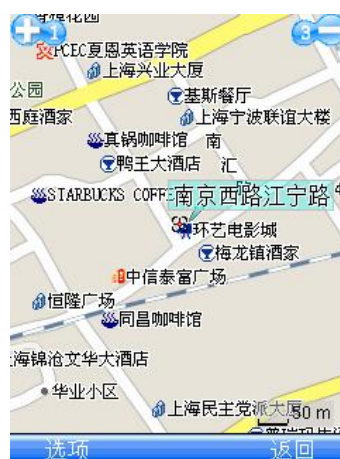 1
3
PCEC夏恩英语学院
上海兴业大厦
公园
基斯餐厅
西庭酒家
上海宁波联谊大楼
真锅咖啡馆
南
鸭王大酒店
汇
STARBUCKS COFF
南京西路江宁路
环艺电影城
梅龙镇酒家
中信泰富广场
恒隆广场
同昌咖啡馆
海锦沧文华大酒店
华业小区
上海民主党派大厦
50 m
选项
返回